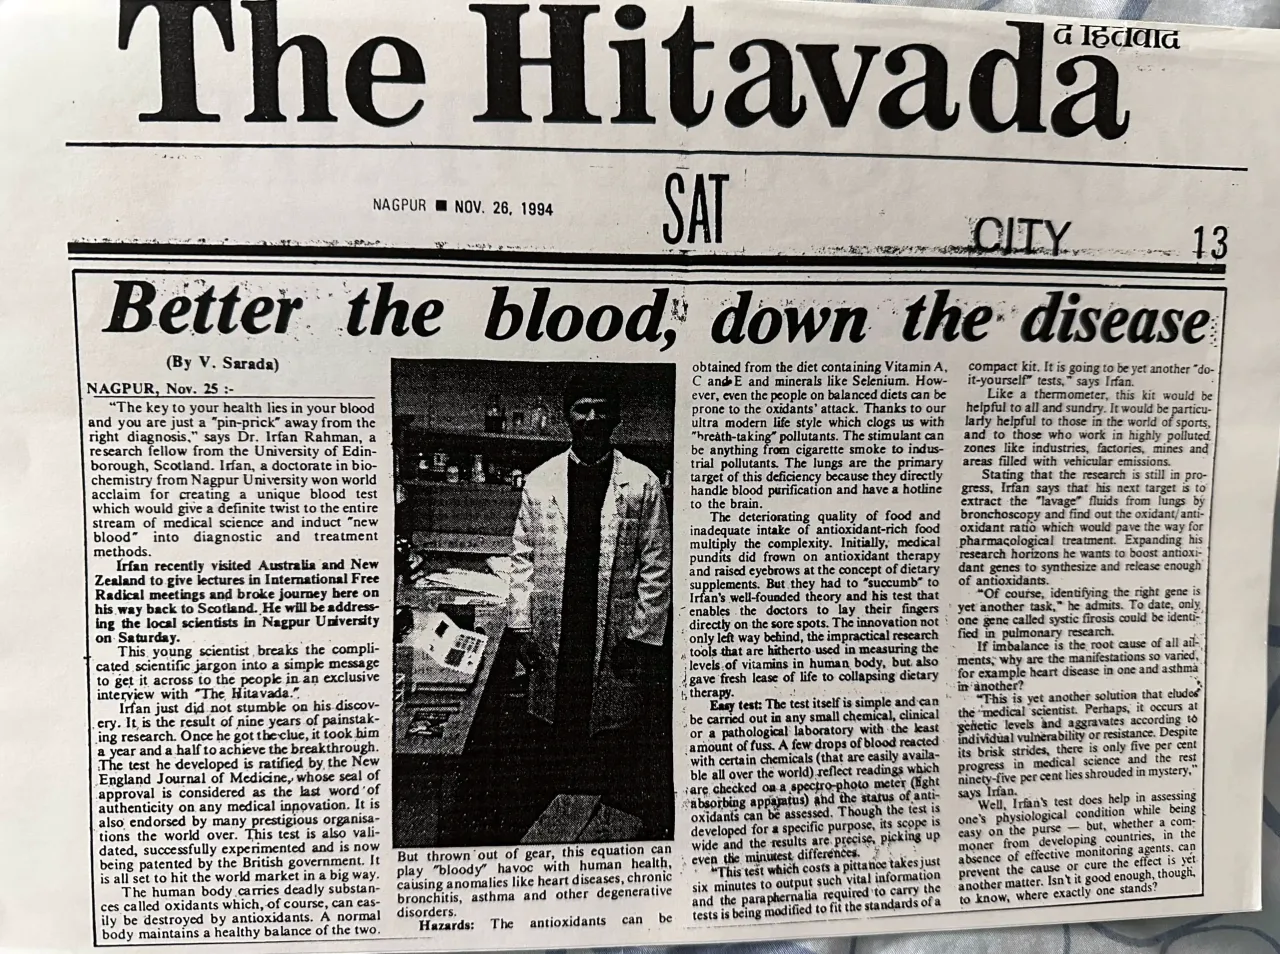 The Hitavada
द हितवाद
NAGPUR ■ NOV. 26, 1994
SAT
CITY
13
Better the blood, down the disease
(By V. Sarada)
NAGPUR, Nov. 25 :-
"The key to your health lies in your blood
and you are just a "pin-prick" away from the
right diagnosis," says Dr. Irfan Rahman, a
research fellow from the University of Edin-
borough, Scotland. Irfan, a doctorate in bio-
chemistry from Nagpur University won world
acclaim for creating a unique blood test
which would give a definite twist to the entire
stream of medical science and induct "new
blood" into diagnostic and treatment
methods.
Irfan recently visited Australia and New
Zealand to give lectures in International Free
Radical meetings and broke journey here on
his way back to Scotland. He will be address-
ing the local scientists in Nagpur University
on Saturday.
This young scientist breaks the compli-
cated scientific jargon into a simple message
to get it across to the people in an exclusive
interview with "The Hitavada."
Irfan just did not stumble on his discov-
ery. It is the result of nine years of painstak-
ing research. Once he got the clue, it took him
a year and a half to achieve the breakthrough.
The test he developed is ratified by the New
England Journal of Medicine, whose seal of
approval is considered as the last word of
authenticity on any medical innovation. It is
also endorsed by many prestigious organisa-
tions the world over. This test is also vali-
dated, successfully experimented and is now
being patented by the British government. It
is all set to hit the world market in a big way.
The human body carries deadly substan-
ces called oxidants which, of course, can eas-
ily be destroyed by antioxidants. A normal
body maintains a healthy balance of the two.
But thrown out of gear, this equation can
play "bloody" havoc with human health,
causing anomalies like heart diseases, chronic
bronchitis, asthma and other degenerative
disorders.
Hazards: The antioxidants can be
obtained from the diet containing Vitamin A,
C and E and minerals like Selenium. How-
ever, even the people on balanced diets can be
prone to the oxidants' attack. Thanks to our
ultra modern life style which clogs us with
"breath-taking" pollutants. The stimulant can
be anything from cigarette smoke to indus-
trial pollutants. The lungs are the primary
target of this deficiency because they directly
handle blood purification and have a hotline
to the brain.
The deteriorating quality of food and
inadequate intake of antioxidant-rich food
multiply the complexity. Initially, medical
pundits did frown on antioxidant therapy
and raised eyebrows at the concept of dietary
supplements. But they had to "succumb" to
Irfan's well-founded theory and his test that
enables the doctors to lay their fingers
directly on the sore spots. The innovation not
only left way behind, the impractical research
tools that are hitherto used in measuring the
levels of vitamins in human body, but also
gave fresh lease of life to collapsing dietary
therapy.
Easy test: The test itself is simple and can
be carried out in any small chemical, clinical
or a pathological laboratory with the least
amount of fuss. A few drops of blood reacted
with certain chemicals (that are easily availa-
ble all over the world) reflect readings which
are checked on a spectro-photo meter (light
absorbing apparatus) and the status of anti-
oxidants can be assessed. Though the test is
developed for a specific purpose, its scope is
wide and the results are precise, picking up
even the minutest differences.
"This test which costs a pittance takes just
six minutes to output such vital information
and the paraphernalia required to carry the
tests is being modified to fit the standards of a
compact kit. It is going to be yet another "do-
it-yourself" tests," says Irfan.
Like a thermometer, this kit would be
helpful to all and sundry. It would be particu-
larly helpful to those in the world of sports,
and to those who work in highly polluted
zones like industries, factories, mines and
areas filled with vehicular emissions.
Stating that the research is still in pro-
gress, Irfan says that his next target is to
extract the "lavage" fluids from lungs by
bronchoscopy and find out the oxidant/anti-
oxidant ratio which would pave the way for
pharmacological treatment. Expanding his
research horizons he wants to boost antioxi-
dant genes to synthesize and release enough
of antioxidants.
"Of course, identifying the right gene is
yet another task," he admits. To date, only
one gene called systic firosis could be identi-
fied in pulmonary research.
If imbalance is the root cause of all ail-
ments, why are the manifestations so varied,
for example heart disease in one and asthma
in another?
"This is yet another solution that eludes
the medical scientist. Perhaps, it occurs at
genetic levels and aggravates according to
individual vulnerability or resistance. Despite
its brisk strides, there is only five per cent
progress in medical science and the rest
ninety-five per cent lies shrouded in mystery,"
says Irfan.
Well, Irfan's test does help in assessing
one's physiological condition while being
easy on the purse — but, whether a com-
moner from developing countries, in the
absence of effective monitoring agents, can
prevent the cause or cure the effect is yet
another matter. Isn't it good enough, though,
to know, where exactly one stands?